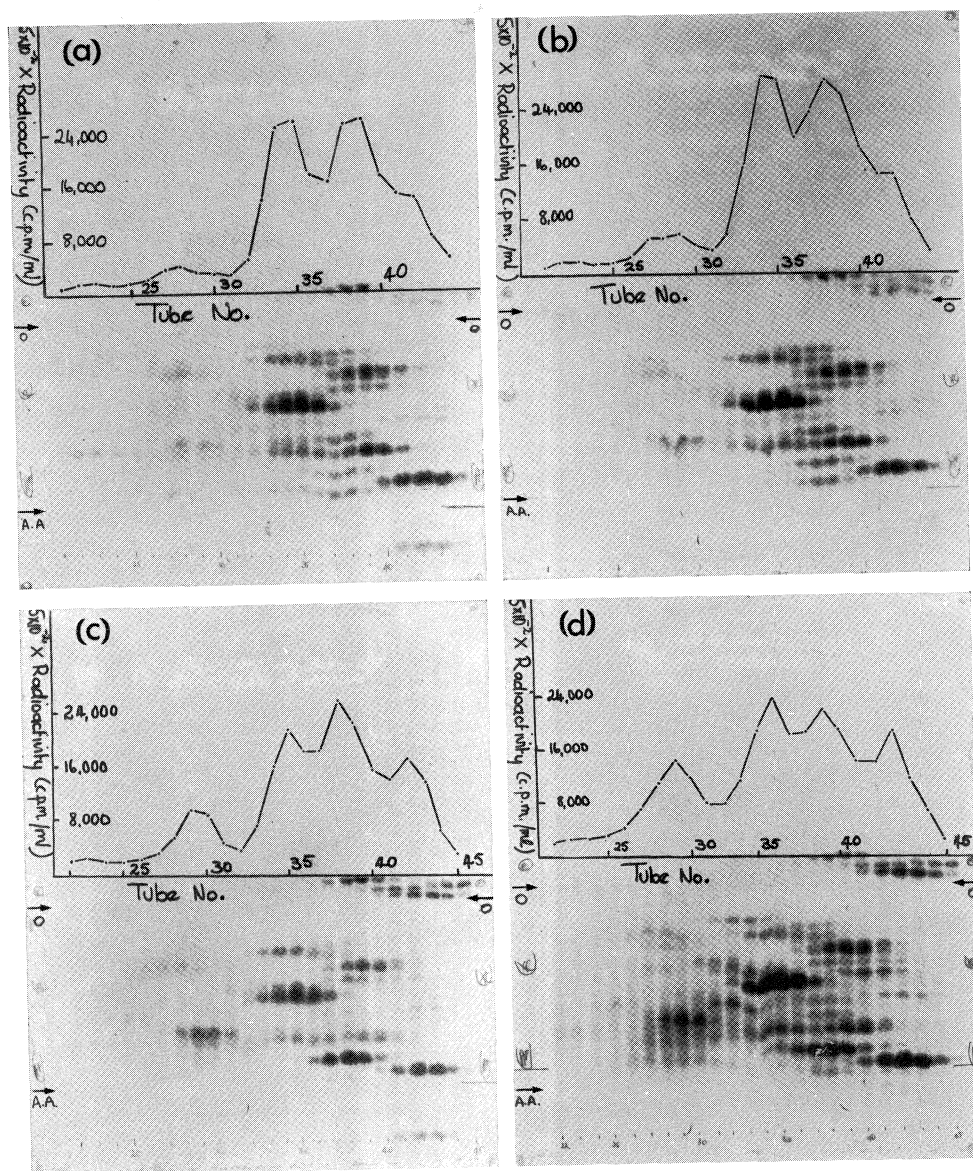 (a)
5x10⁻² X Radioactivity (c.p.m/ml)
24,000
16,000
8,000
25 30 35 40
Tube No.
O
O
A.A
(b)
5x10⁻² X Radioactivity (c.p.m./ml)
24,000
16,000
8,000
25 30 35 40
Tube No.
O
O
A.A.
(c)
5x10⁻² X Radioactivity (c.p.m./ml)
24,000
16,000
8,000
25 30 35 40 45
Tube No.
O
O
A.A.
(d)
5x10⁻² X Radioactivity (c.p.m./ml)
24,000
16,000
8,000
25 30 35 40 45
Tube No.
O
O
A.A.